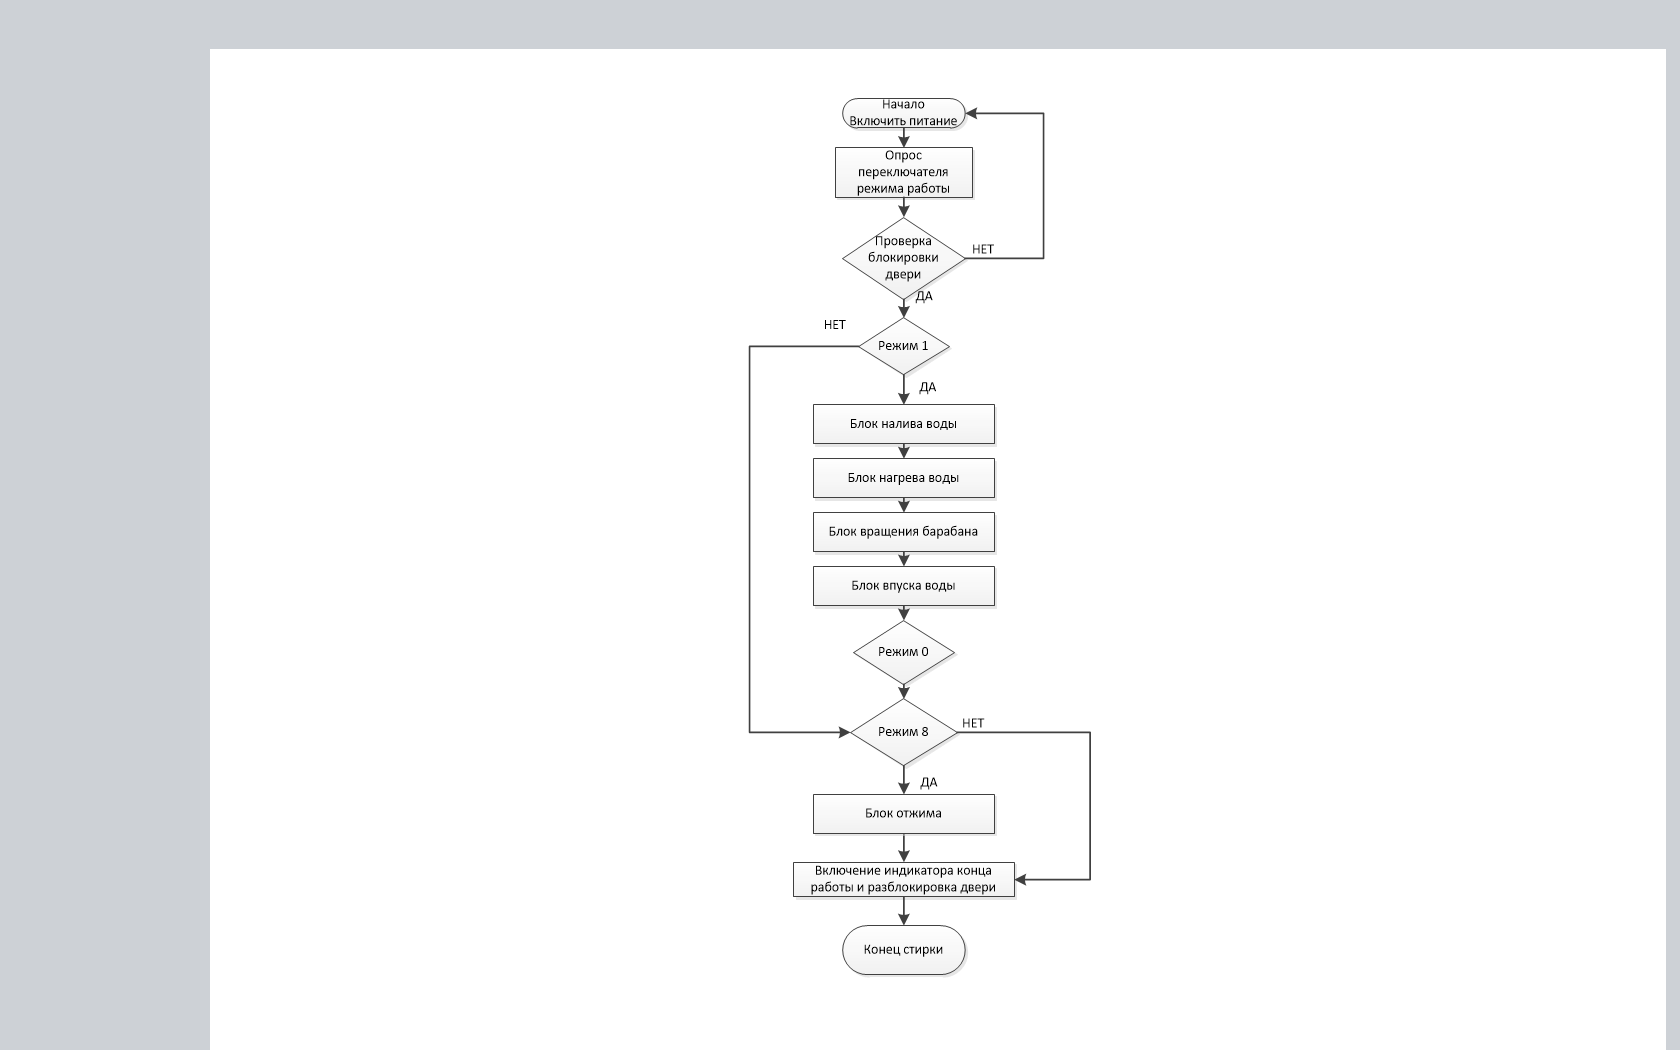 Начало
Включить питание
Опрос
переключателя
режима работы
Проверка
блокировки
двери
НЕТ
ДА
НЕТ
Режим 1
ДА
Блок налива воды
Блок нагрева воды
Блок вращения барабана
Блок впуска воды
Режим 0
НЕТ
Режим 8
ДА
Блок отжима
Включение индикатора конца
работы и разблокировка двери
Конец стирки